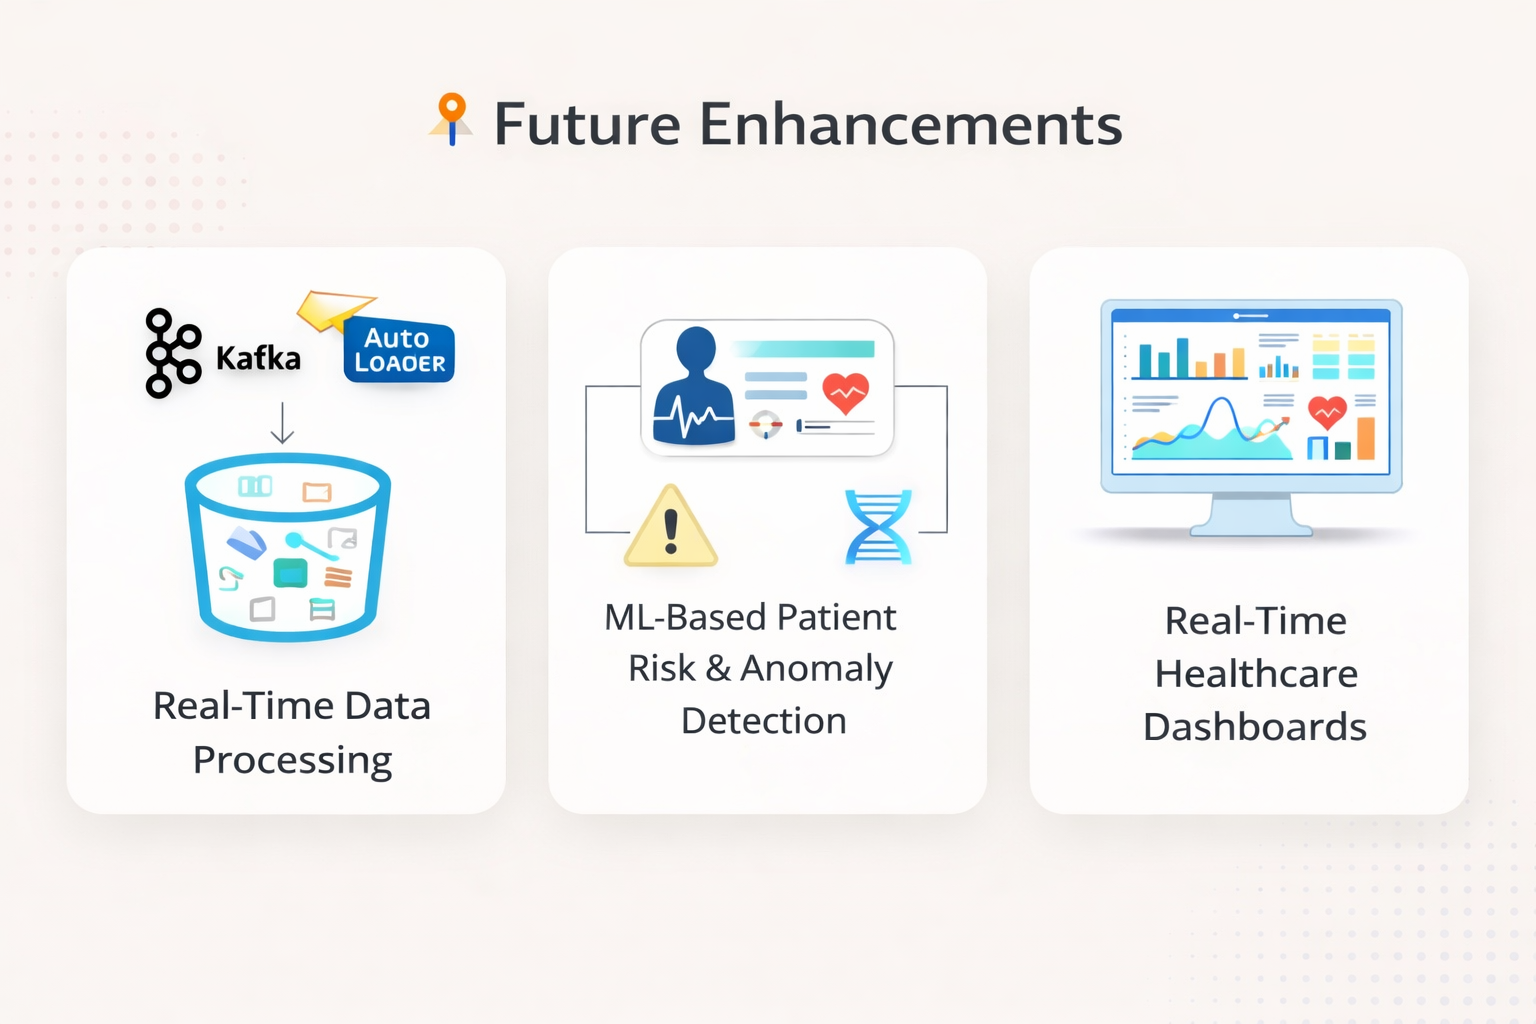 Future Enhancements
Kafka
Auto
LOADER
Real-Time Data
Processing
ML-Based Patient
Risk & Anomaly
Detection
Real-Time
Healthcare
Dashboards